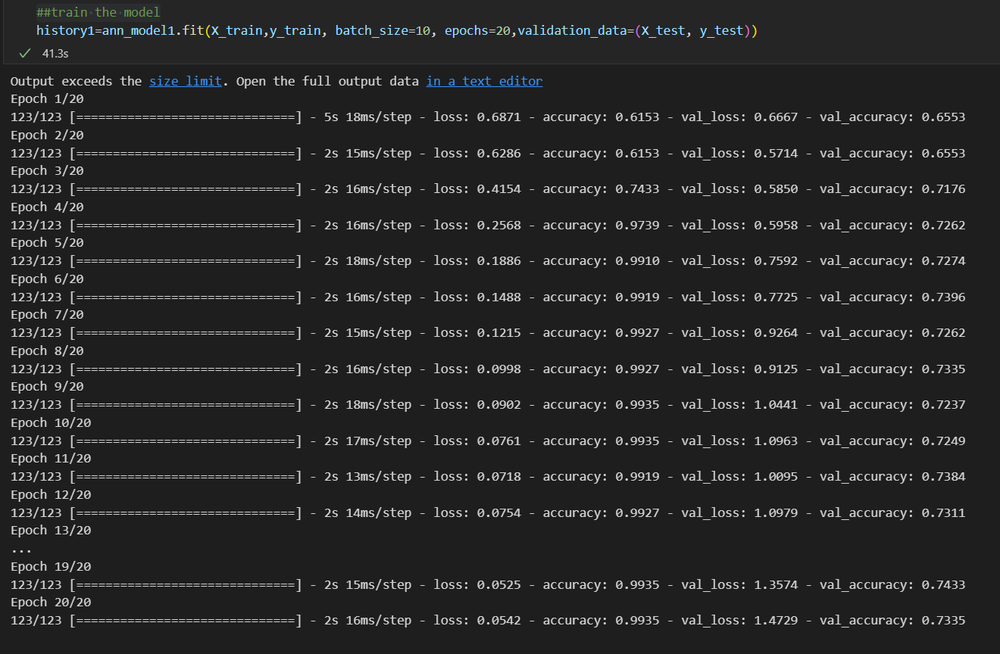 ##train the model
history1=ann_model1.fit(X_train,y_train, batch_size=10, epochs=20,validation_data=(X_test, y_test))
41.3s
Output exceeds the size limit. Open the full output data in a text editor
Epoch 1/20
123/123 [==============================] - 5s 18ms/step - loss: 0.6871 - accuracy: 0.6153 - val_loss: 0.6667 - val_accuracy: 0.6553
Epoch 2/20
123/123 [==============================] - 2s 15ms/step - loss: 0.6286 - accuracy: 0.6153 - val_loss: 0.5714 - val_accuracy: 0.6553
Epoch 3/20
123/123 [==============================] - 2s 16ms/step - loss: 0.4154 - accuracy: 0.7433 - val_loss: 0.5850 - val_accuracy: 0.7176
Epoch 4/20
123/123 [==============================] - 2s 16ms/step - loss: 0.2568 - accuracy: 0.9739 - val_loss: 0.5958 - val_accuracy: 0.7262
Epoch 5/20
123/123 [==============================] - 2s 18ms/step - loss: 0.1886 - accuracy: 0.9910 - val_loss: 0.7592 - val_accuracy: 0.7274
Epoch 6/20
123/123 [==============================] - 2s 16ms/step - loss: 0.1488 - accuracy: 0.9919 - val_loss: 0.7725 - val_accuracy: 0.7396
Epoch 7/20
123/123 [==============================] - 2s 15ms/step - loss: 0.1215 - accuracy: 0.9927 - val_loss: 0.9264 - val_accuracy: 0.7262
Epoch 8/20
123/123 [==============================] - 2s 16ms/step - loss: 0.0998 - accuracy: 0.9927 - val_loss: 0.9125 - val_accuracy: 0.7335
Epoch 9/20
123/123 [==============================] - 2s 18ms/step - loss: 0.0902 - accuracy: 0.9935 - val_loss: 1.0441 - val_accuracy: 0.7237
Epoch 10/20
123/123 [==============================] - 2s 17ms/step - loss: 0.0761 - accuracy: 0.9935 - val_loss: 1.0963 - val_accuracy: 0.7249
Epoch 11/20
123/123 [==============================] - 2s 13ms/step - loss: 0.0718 - accuracy: 0.9919 - val_loss: 1.0095 - val_accuracy: 0.7384
Epoch 12/20
123/123 [==============================] - 2s 14ms/step - loss: 0.0754 - accuracy: 0.9927 - val_loss: 1.0979 - val_accuracy: 0.7311
Epoch 13/20
...
Epoch 19/20
123/123 [==============================] - 2s 15ms/step - loss: 0.0525 - accuracy: 0.9935 - val_loss: 1.3574 - val_accuracy: 0.7433
Epoch 20/20
123/123 [==============================] - 2s 16ms/step - loss: 0.0542 - accuracy: 0.9935 - val_loss: 1.4729 - val_accuracy: 0.7335